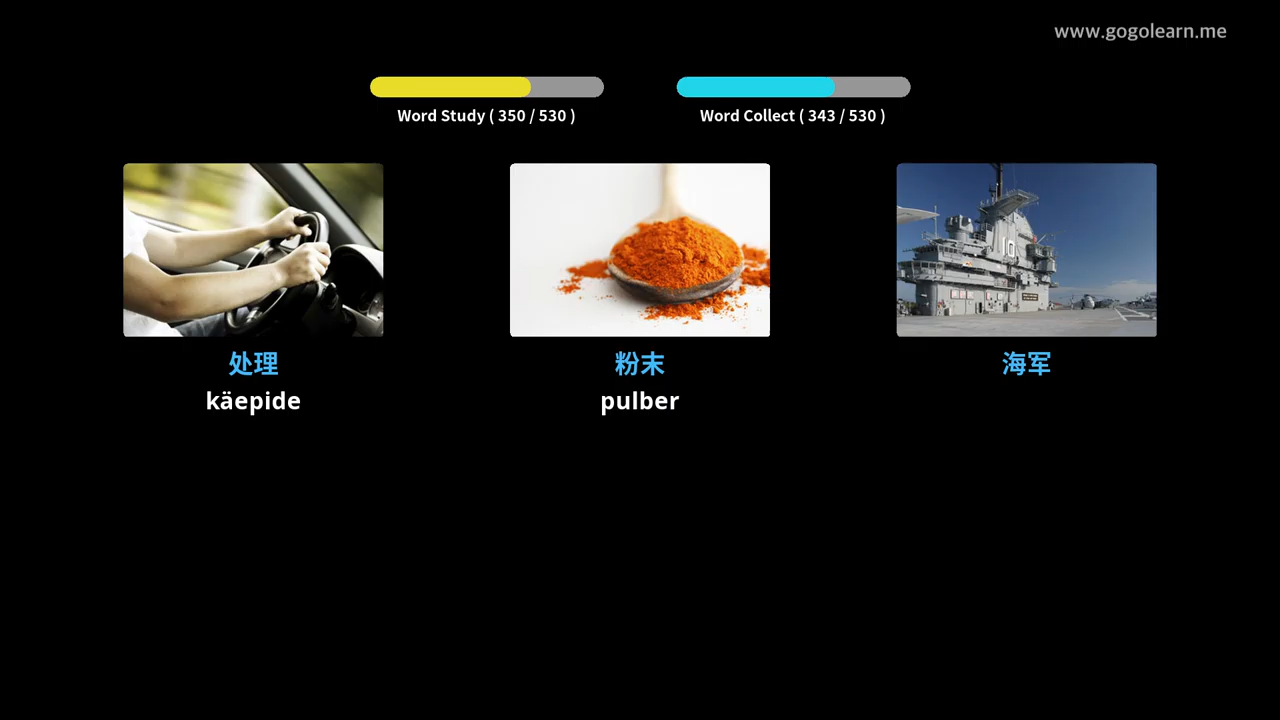 www.gogolearn.me
Word Study ( 350 / 530 )
Word Collect ( 343 / 530 )
10
处理
粉末
海军
käepide
pulber